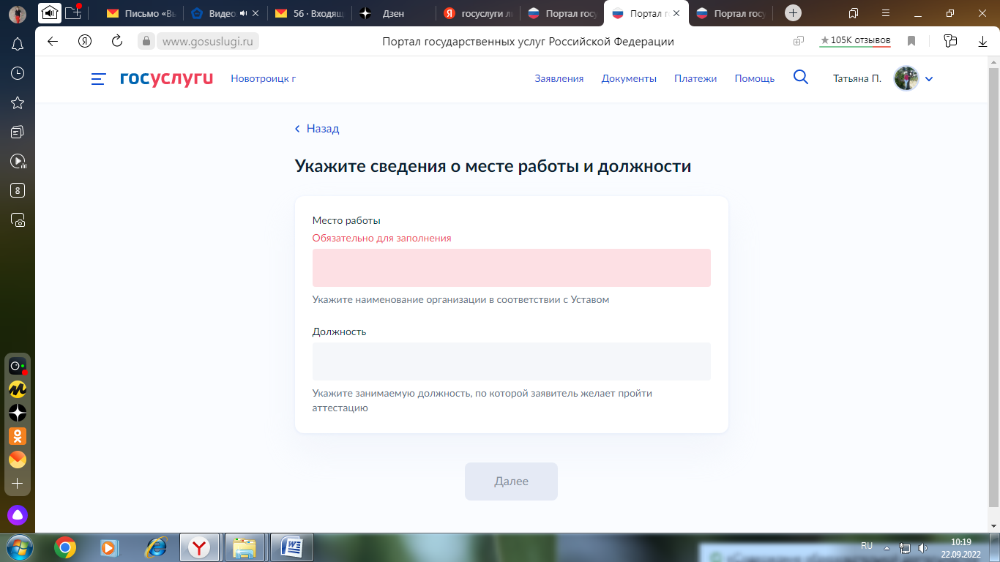 Письмо «Вы
Видео
56 · Входящ
Дзен
госуслуги л
Портал госу
Портал г
Портал госу
www.gosuslugi.ru
Портал государственных услуг Российской Федерации
★105K отзывов
госуслуги
Новотроицк г
Заявления
Документы
Платежи
Помощь
Татьяна П.
8
Назад
Укажите сведения о месте работы и должности
Место работы
Обязательно для заполнения
Укажите наименование организации в соответствии с Уставом
Должность
Укажите занимаемую должность, по которой заявитель желает пройти
аттестацию
Далее
RU
10:19
22.09.2022